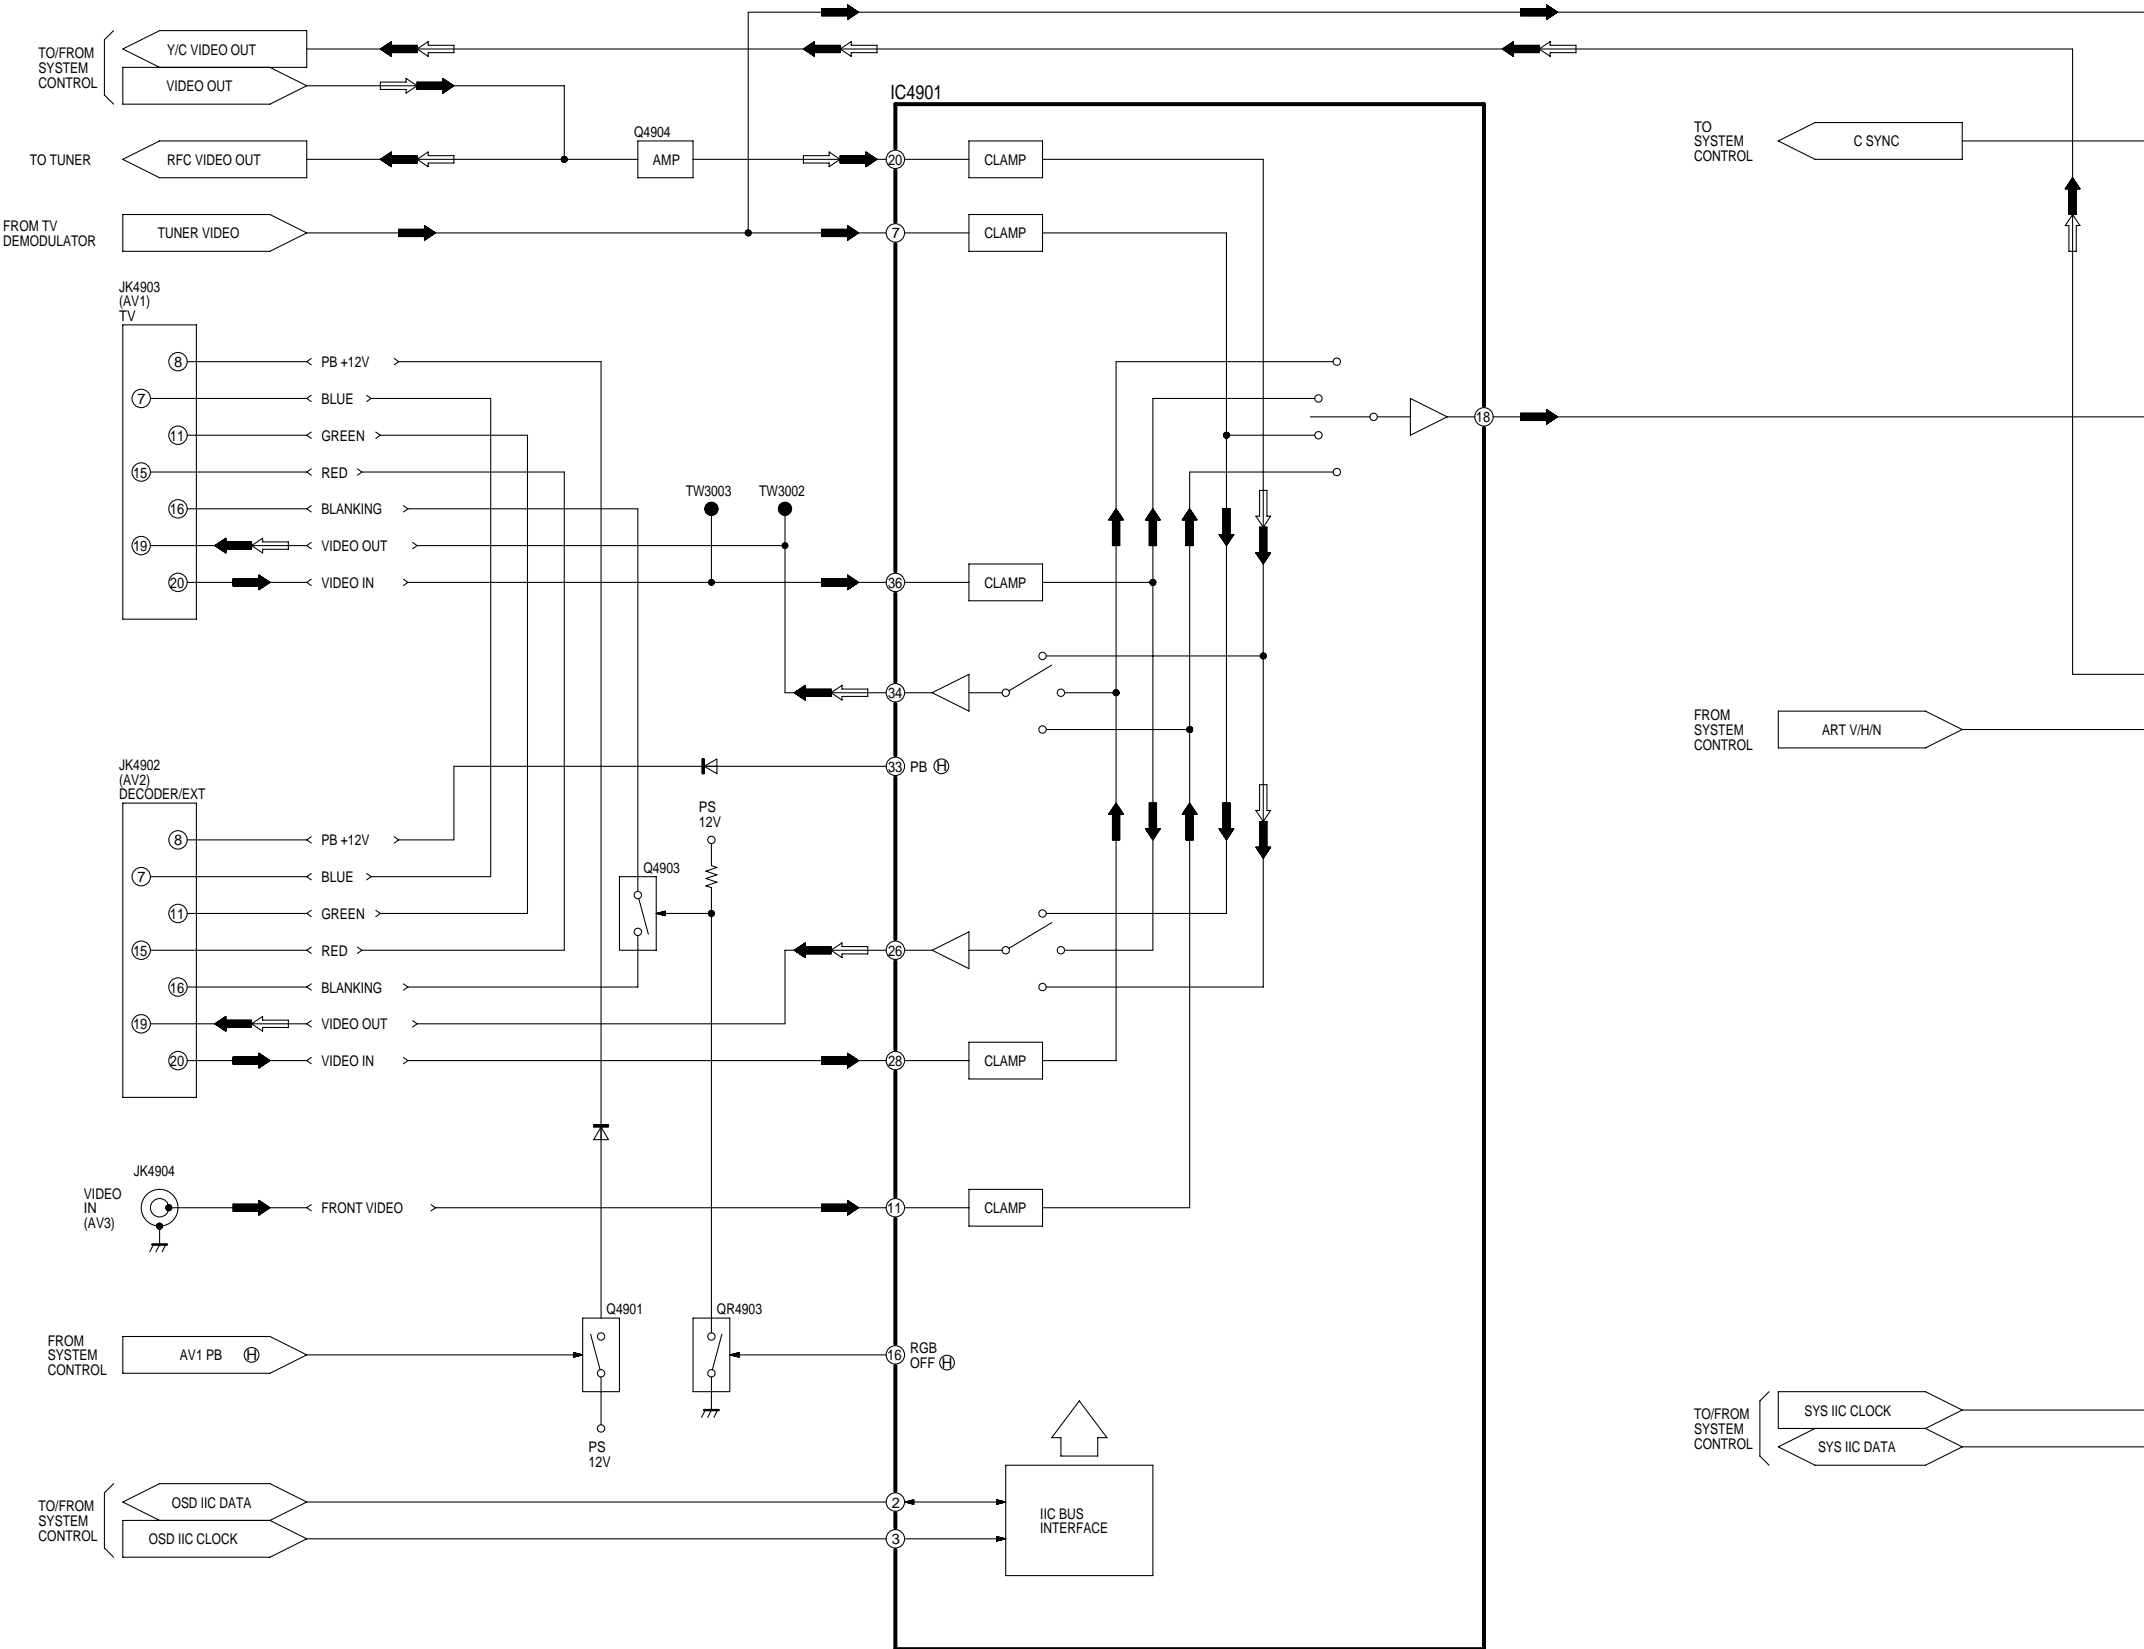 TO/FROM
SYSTEM
CONTROL
Y/C VIDEO OUT
VIDEO OUT
IC4901
TO TUNER
RFC VIDEO OUT
Q4904
AMP
20
CLAMP
TO
SYSTEM
CONTROL
C SYNC
FROM TV
DEMODULATOR
TUNER VIDEO
7
CLAMP
JK4903
(AV1)
TV
8
PB +12V
7
BLUE
11
GREEN
18
15
RED
16
BLANKING
TW3003
TW3002
19
VIDEO OUT
20
VIDEO IN
36
CLAMP
34
FROM
SYSTEM
CONTROL
ART V/H/N
JK4902
(AV2)
DECODER/EXT
33
PB H
PS
12V
8
PB +12V
7
BLUE
Q4903
11
GREEN
15
RED
26
16
BLANKING
19
VIDEO OUT
20
VIDEO IN
28
CLAMP
JK4904
VIDEO
IN
(AV3)
FRONT VIDEO
11
CLAMP
Q4901
QR4903
FROM
SYSTEM
CONTROL
AV1 PB H
16
RGB
OFF H
PS
12V
TO/FROM
SYSTEM
CONTROL
SYS IIC CLOCK
SYS IIC DATA
TO/FROM
SYSTEM
CONTROL
OSD IIC DATA
OSD IIC CLOCK
2
3
IIC BUS
INTERFACE